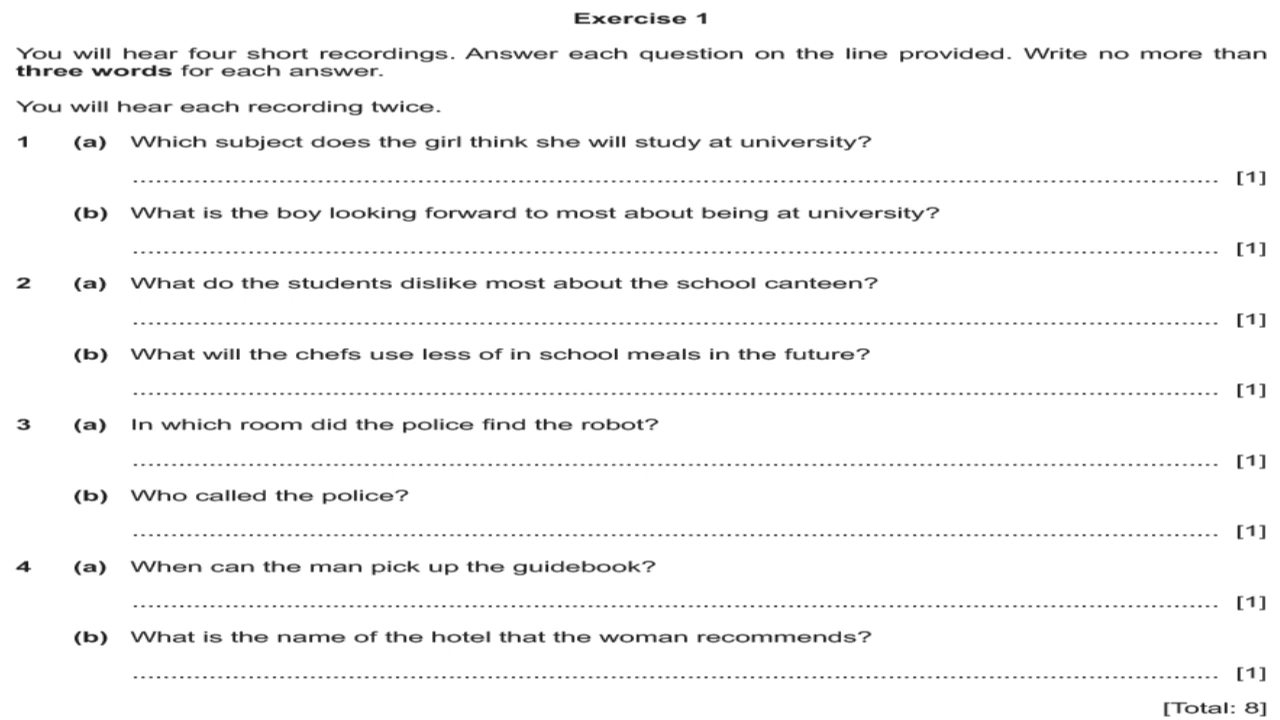 Exercise 1
You will hear four short recordings. Answer each question on the line provided. Write no more than
three words for each answer.
You will hear each recording twice.
1 (a) Which subject does the girl think she will study at university?
.......................................................................................................................................... [1]
(b) What is the boy looking forward to most about being at university?
.......................................................................................................................................... [1]
2 (a) What do the students dislike most about the school canteen?
.......................................................................................................................................... [1]
(b) What will the chefs use less of in school meals in the future?
.......................................................................................................................................... [1]
3 (a) In which room did the police find the robot?
.......................................................................................................................................... [1]
(b) Who called the police?
.......................................................................................................................................... [1]
4 (a) When can the man pick up the guidebook?
.......................................................................................................................................... [1]
(b) What is the name of the hotel that the woman recommends?
.......................................................................................................................................... [1]
[Total: 8]